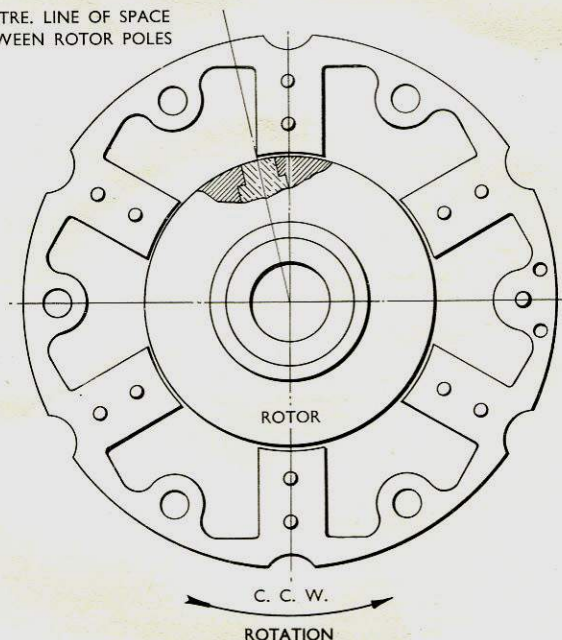 TRE. LINE OF SPACE
WEEN ROTOR POLES
ROTOR
C. C. W.
ROTATION